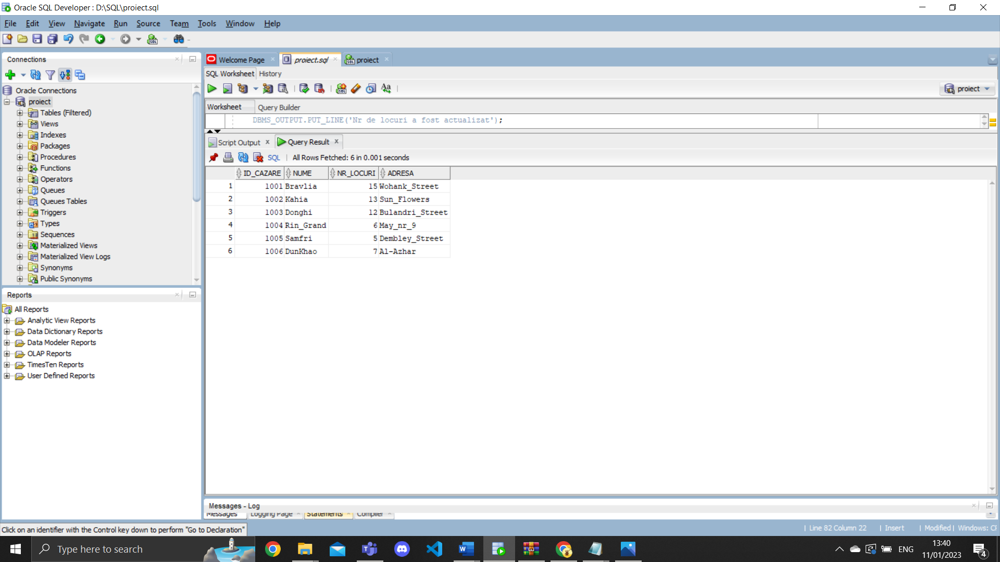 Oracle SQL Developer : D:\SQL\proiect.sql
File Edit View Navigate Run Source Team Tools Window Help
Connections
Oracle Connections
proiect
Tables (Filtered)
Views
Indexes
Packages
Procedures
Functions
Operators
Queues
Queues Tables
Triggers
Types
Sequences
Materialized Views
Materialized View Logs
Synonyms
Public Synonyms
Reports
All Reports
Analytic View Reports
Data Dictionary Reports
Data Modeler Reports
OLAP Reports
TimesTen Reports
User Defined Reports
Welcome Page proiect.sql proiect
SQL Worksheet History
proiect
Worksheet Query Builder
DBMS_OUTPUT.PUT_LINE('Nr de locuri a fost actualizat');
Script Output Query Result
SQL All Rows Fetched: 6 in 0.001 seconds
ID_CAZARE NUME NR_LOCURI ADRESA
1 1001 Bravlia 15 Wohank_Street
2 1002 Kahia 13 Sun_Flowers
3 1003 Donghi 12 Bulandri_Street
4 1004 Rin_Grand 6 May_nr_9
5 1005 Samfri 5 Dembley_Street
6 1006 DunKhao 7 Al-Azhar
Messages - Log
Messages Logging Page Statements Compiler
Click on an identifier with the Control key down to perform "Go to Declaration"
Line 82 Column 22 Insert Modified Windows: CF
Type here to search
ENG
13:40
11/01/2023
4